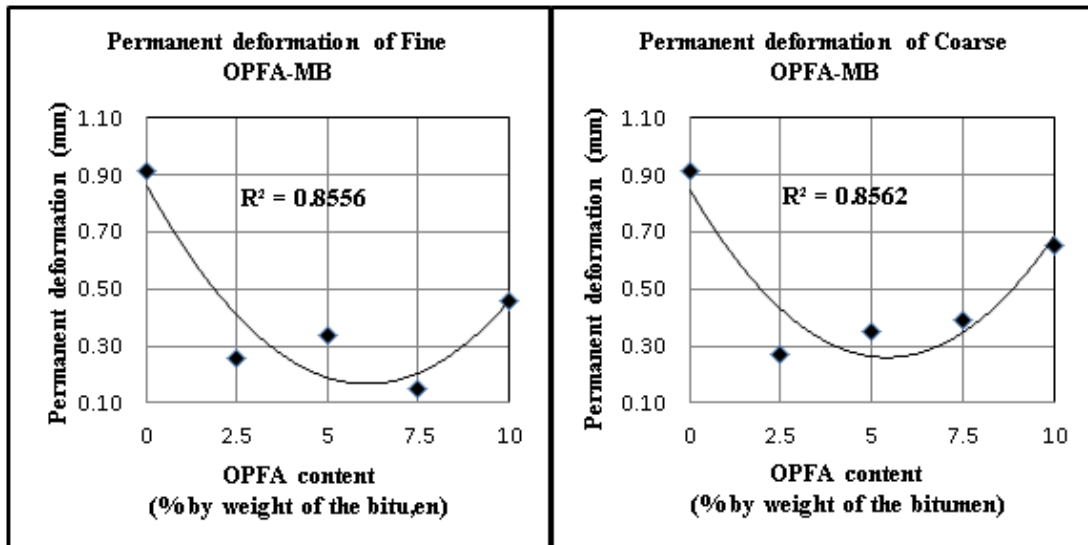 Permanent deformation of Fine
OPFA-MB
Permanent deformation (mm)
1.10
0.90
0.70
0.50
0.30
0.10
R² = 0.8556
0 2.5 5 7.5 10
OPFA content
(% by weight of the bitu,en)
Permanent deformation of Coarse
OPFA-MB
Permanent deformation (mm)
1.10
0.90
0.70
0.50
0.30
0.10
R² = 0.8562
0 2.5 5 7.5 10
OPFA content
(% by weight of the bitumen)